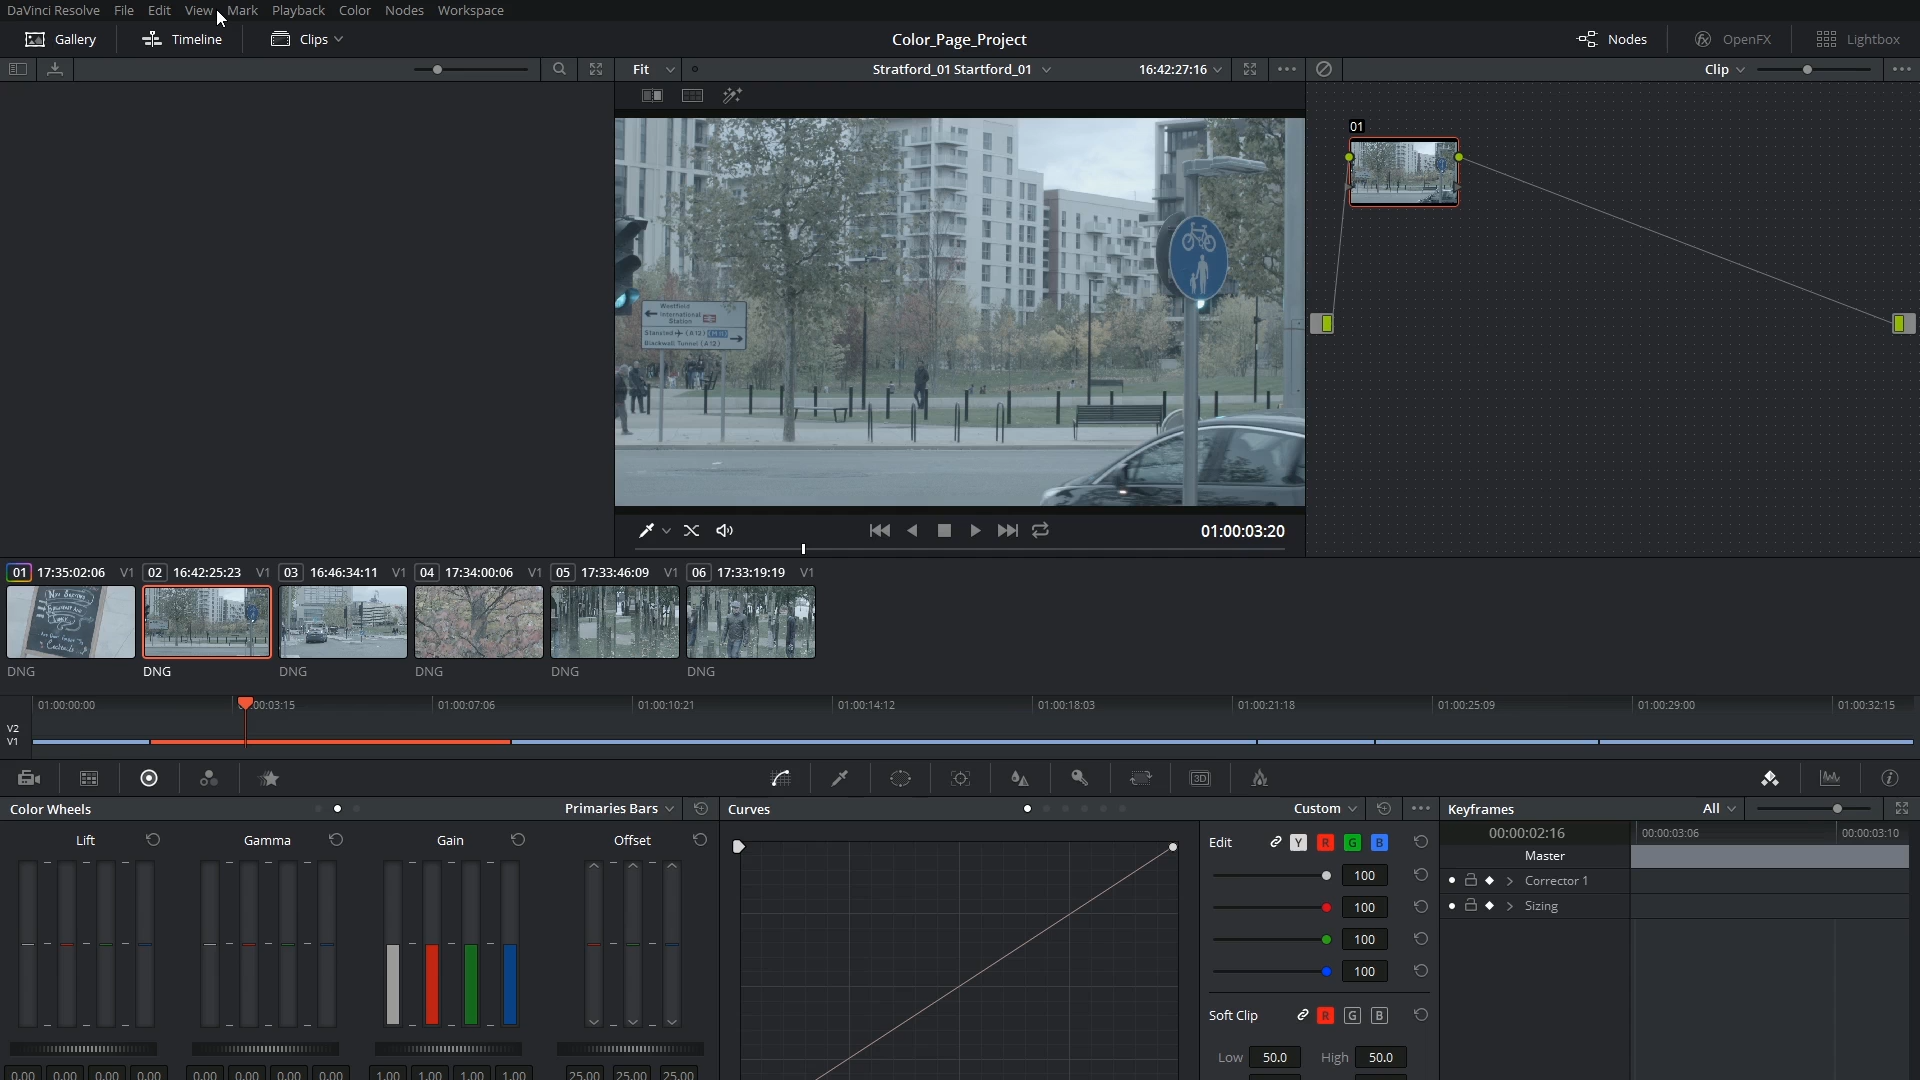 DaVinci Resolve File Edit View Mark Playback Color Nodes Workspace
Gallery Timeline Clips Color_Page_Project Nodes OpenFX Lightbox
Fit Stratford_01 Startford_01 16:42:27:16 Clip
01
Westfield
International
Station
Stansted (A12)
Blackwall Tunnel (A12)
01:00:03:20
01 17:35:02:06 V1 02 16:42:25:23 V1 03 16:46:34:11 V1 04 17:34:00:06 V1 05 17:33:46:09 V1 06 17:33:19:19 V1
DNG DNG DNG DNG DNG DNG
01:00:00:00 :00:03:15 01:00:07:06 01:00:10:21 01:00:14:12 01:00:18:03 01:00:21:18 01:00:25:09 01:00:29:00 01:00:32:15
V2
V1
3D
Color Wheels Primaries Bars Curves Custom Keyframes All
Lift Gamma Gain Offset
Edit Y R G B
100
100
100
100
Soft Clip R G B
Low 50.0 High 50.0
00:00:02:16 00:00:03:06 00:00:03:10
Master
Corrector 1
Sizing
0.00 0.00 0.00 0.00 0.00 0.00 0.00 0.00 1.00 1.00 1.00 1.00 25.00 25.00 25.00